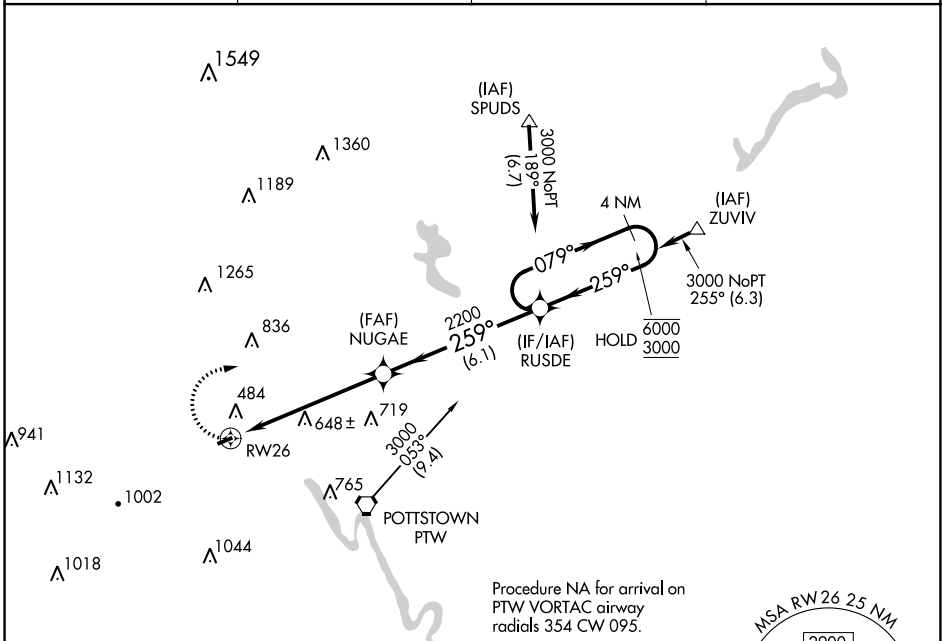 1549
(IAF)
SPUDS
3000 NoPT
189°
(6.7)
1360
1189
4 NM
(IAF)
ZUVIV
079°
259°
3000 NoPT
255° (6.3)
1265
(FAF)
NUGAE
2200
259°
(6.1)
(IF/IAF)
RUSDE
HOLD
6000
3000
836
484
648±
719
RW26
941
3000
053°
(9.4)
1132
1002
765
POTTSTOWN
PTW
1044
1018
Procedure NA for arrival on
PTW VORTAC airway
radials 354 CW 095.
MSA RW26 25 NM